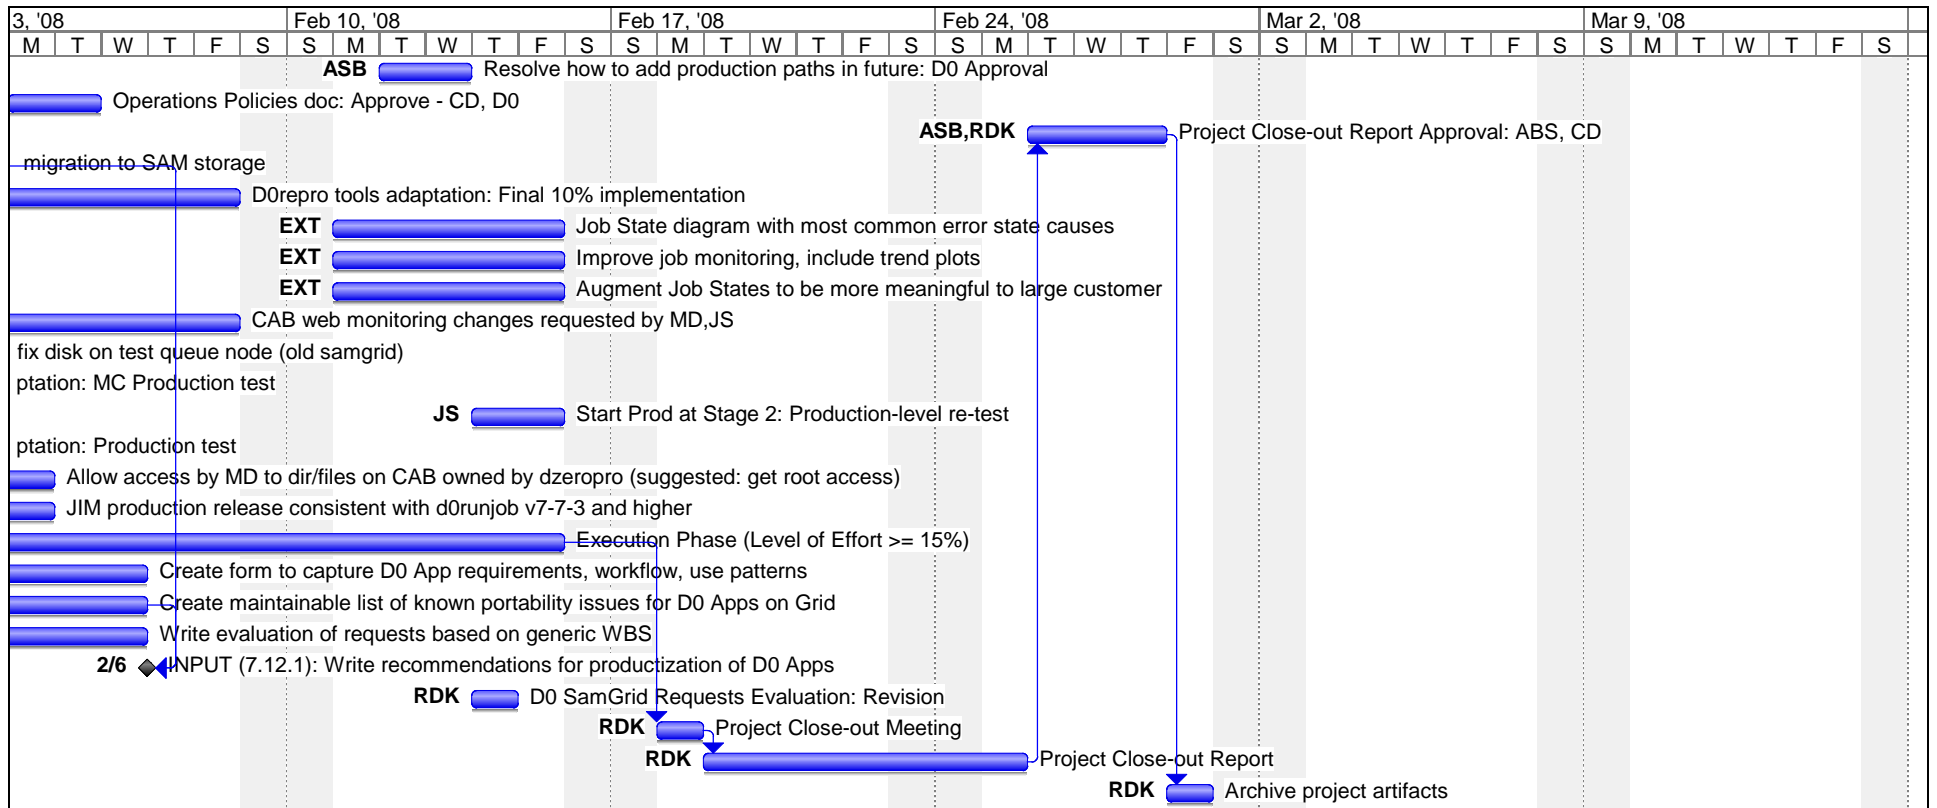 3, '08 Feb 10, '08 Feb 17, '08 Feb 24, '08 Mar 2, '08 Mar 9, '08
M T W T F S S M T W T F S S M T W T F S S M T W T F S S M T W T F S S M T W T F S
ASB Resolve how to add production paths in future: D0 Approval
Operations Policies doc: Approve - CD, D0
ASB,RDK Project Close-out Report Approval: ABS, CD
migration to SAM storage
D0repro tools adaptation: Final 10% implementation
EXT Job State diagram with most common error state causes
EXT Improve job monitoring, include trend plots
EXT Augment Job States to be more meaningful to large customer
CAB web monitoring changes requested by MD,JS
fix disk on test queue node (old samgrid)
ptation: MC Production test
JS Start Prod at Stage 2: Production-level re-test
ptation: Production test
Allow access by MD to dir/files on CAB owned by dzeropro (suggested: get root access)
JIM production release consistent with d0runjob v7-7-3 and higher
Execution Phase (Level of Effort >= 15%)
Create form to capture D0 App requirements, workflow, use patterns
Create maintainable list of known portability issues for D0 Apps on Grid
Write evaluation of requests based on generic WBS
2/6 INPUT (7.12.1): Write recommendations for productization of D0 Apps
RDK D0 SamGrid Requests Evaluation: Revision
RDK Project Close-out Meeting
RDK Project Close-out Report
RDK Archive project artifacts